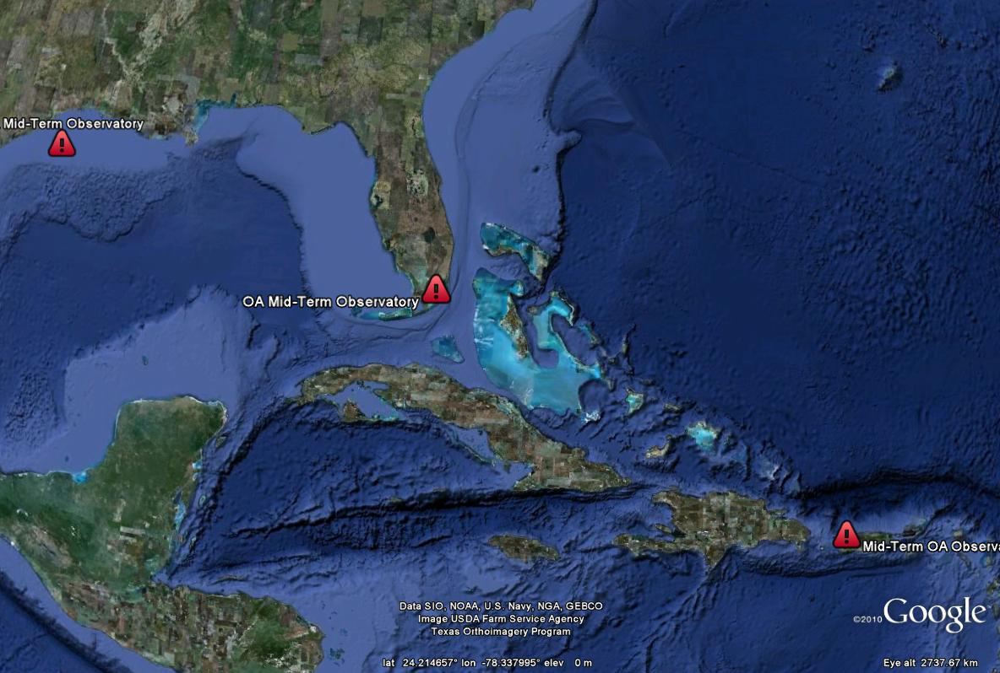 Mid-Term Observatory
OA Mid-Term Observatory
Mid-Term OA Observa
Data SIO, NOAA, U.S. Navy, NGA, GEBCO
Image USDA Farm Service Agency
Texas Orthoimagery Program
©2010 Google
lat 24.214657° lon -78.337995° elev 0 m
Eye alt 2737.67 km